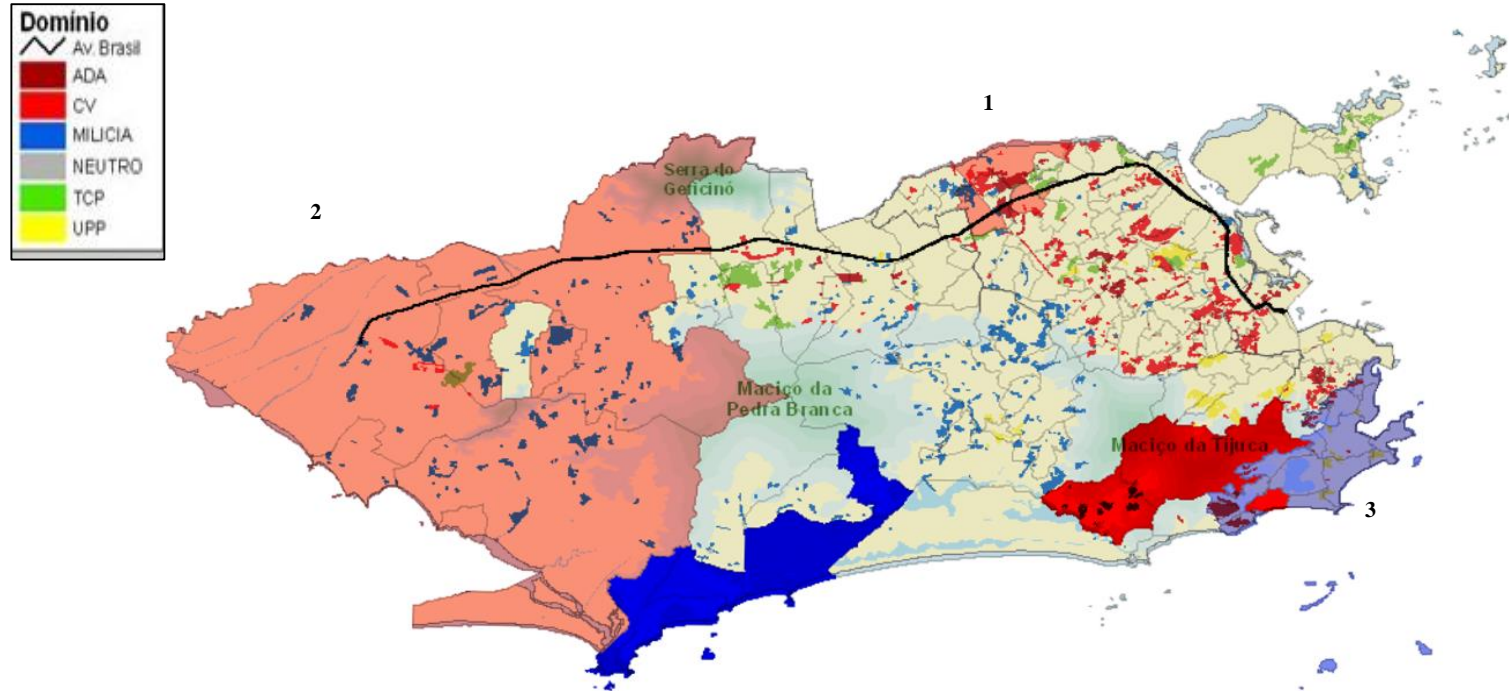 Domínio
Av. Brasil
ADA
CV
MILICIA
NEUTRO
TCP
UPP
1
2
Serra do
Gericinó
Maciço da
Pedra Branca
Maciço da Tijuca
3